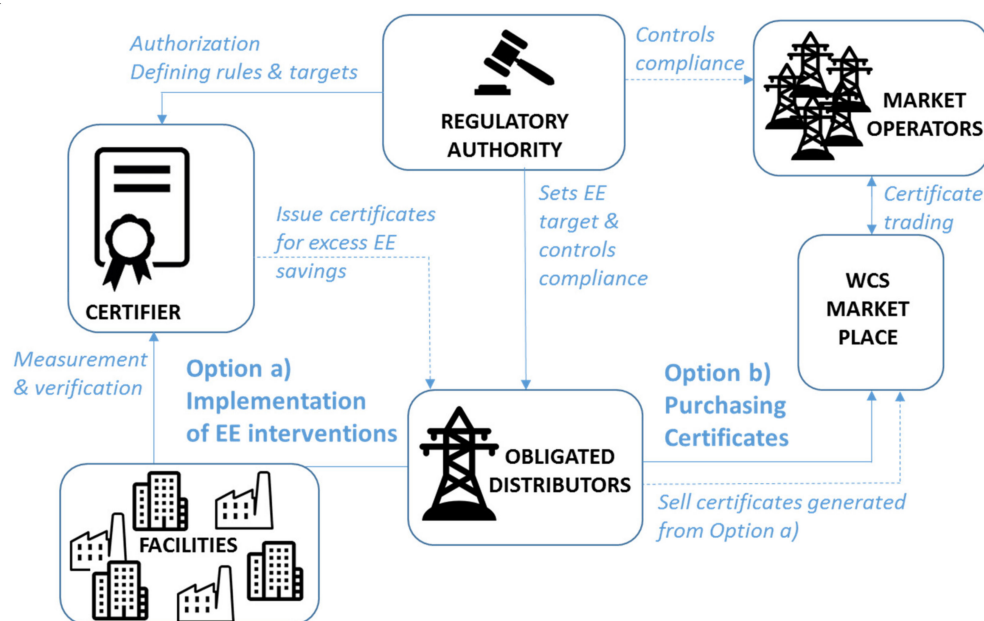 Authorization
Defining rules & targets
REGULATORY
AUTHORITY
Controls
compliance
MARKET
OPERATORS
CERTIFIER
Issue certificates
for excess EE
savings
Sets EE
target &
controls
compliance
Certificate
trading
WCS
MARKET
PLACE
Measurement
& verification
Option a)
Implementation
of EE interventions
Option b)
Purchasing
Certificates
OBLIGATED
DISTRIBUTORS
Sell certificates generated
from Option a)
FACILITIES